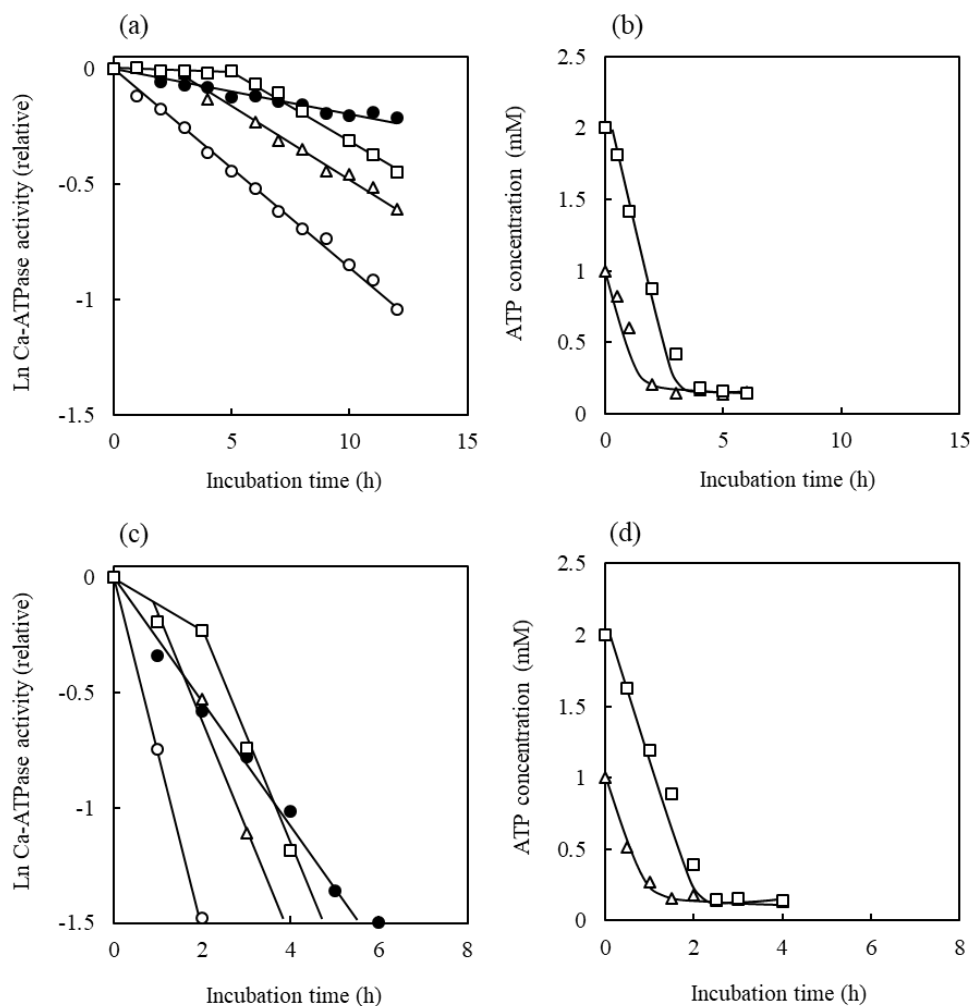 (a)
Ln Ca-ATPase activity (relative)
0
-0.5
-1
-1.5
0 5 10 15
Incubation time (h)
(b)
ATP concentration (mM)
2.5
2
1.5
1
0.5
0
0 5 10 15
Incubation time (h)
(c)
Ln Ca-ATPase activity (relative)
0
-0.5
-1
-1.5
0 2 4 6 8
Incubation time (h)
(d)
ATP concentration (mM)
2.5
2
1.5
1
0.5
0
0 2 4 6 8
Incubation time (h)